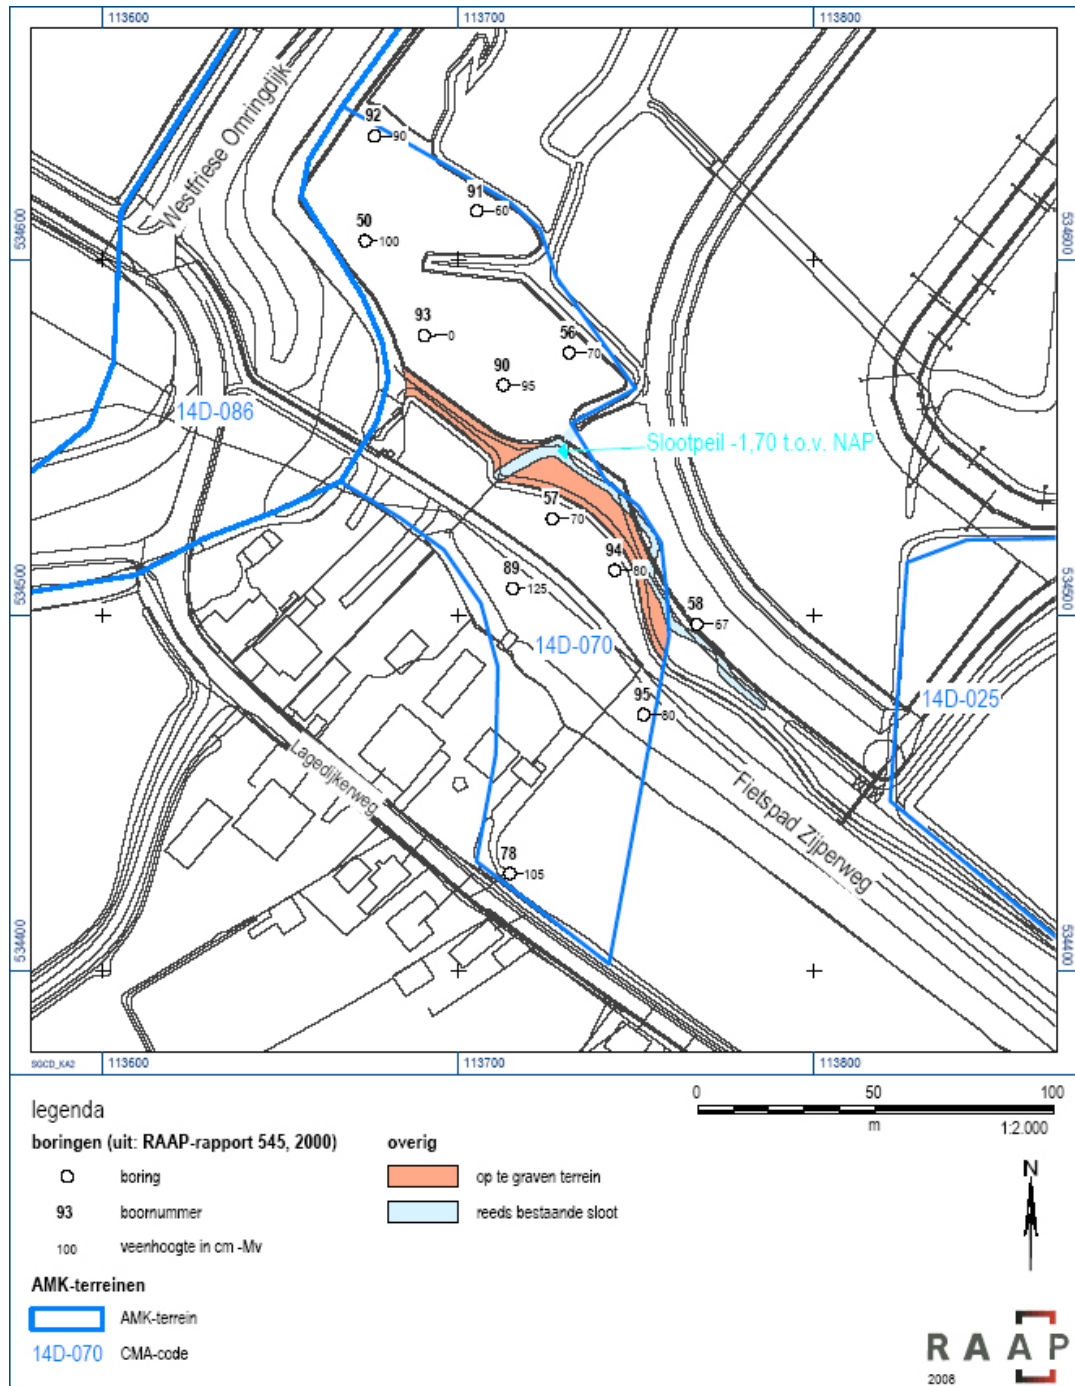 113600
113700
113800
Westfriese Omringdijk
92
90
91
60
50
100
534600
534600
93
0
56
70
90
95
14D-086
Slootpeil -1,70 t.o.v. NAP
57
70
94
80
89
125
534500
534500
58
67
14D-070
95
80
14D-025
Lagedijkerweg
Fietspad Zijperweg
78
105
534400
534400
SGCD_KA2
113600
113700
113800
legenda
0
50
100
m
1:2.000
boringen (uit: RAAP-rapport 545, 2000)
overig
boring
op te graven terrein
93
boornummer
reeds bestaande sloot
100
veenhoogte in cm -Mv
N
AMK-terreinen
AMK-terrein
14D-070
CMA-code
RAAP
2008